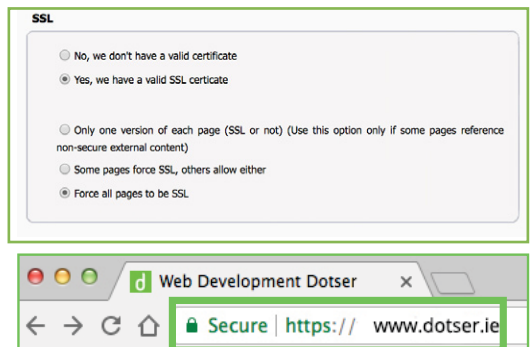 SSL
No, we don't have a valid certificate
Yes, we have a valid SSL certicate
Only one version of each page (SSL or not) (Use this option only if some pages reference
non-secure external content)
Some pages force SSL, others allow either
Force all pages to be SSL
d Web Development Dotser
Secure | https:// www.dotser.ie